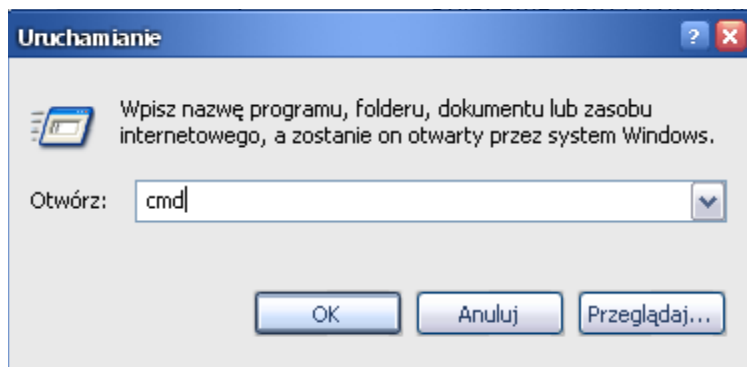 Uruchamianie
Wpisz nazwę programu, folderu, dokumentu lub zasobu
internetowego, a zostanie on otwarty przez system Windows.
Otwórz: cmd
OK Anuluj Przeglądaj...